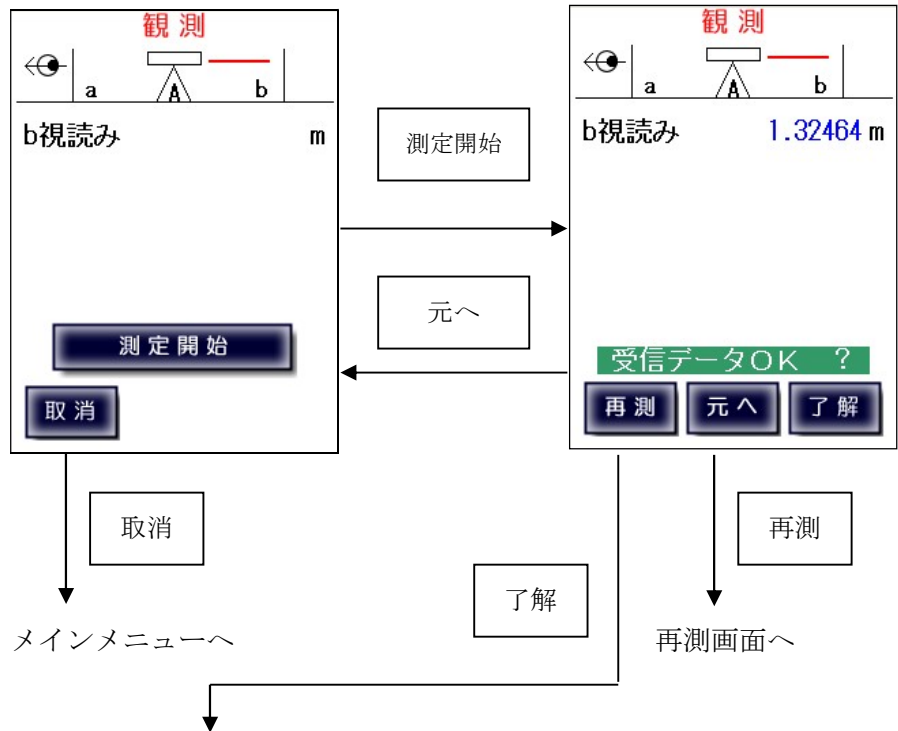 観測
a A b
b視読み m
測定開始
取消
測定開始
元へ
観測
a A b
b視読み 1.32464 m
受信データOK ?
再測 元へ 了解
取消
了解
再測
メインメニューへ
再測画面へ